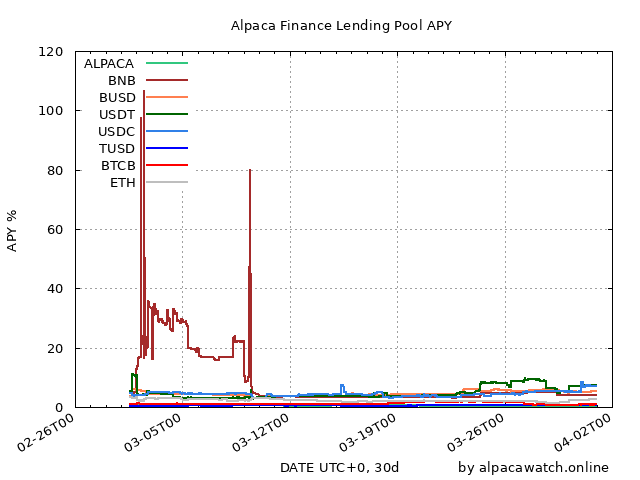 Alpaca Finance Lending Pool APY
120
100
80
60
40
20
0
APY %
ALPACA
BNB
BUSD
USDT
USDC
TUSD
BTCB
ETH
02-26T00
03-05T00
03-12T00
03-19T00
03-26T00
04-02T00
DATE UTC+0, 30d
by alpacawatch.online